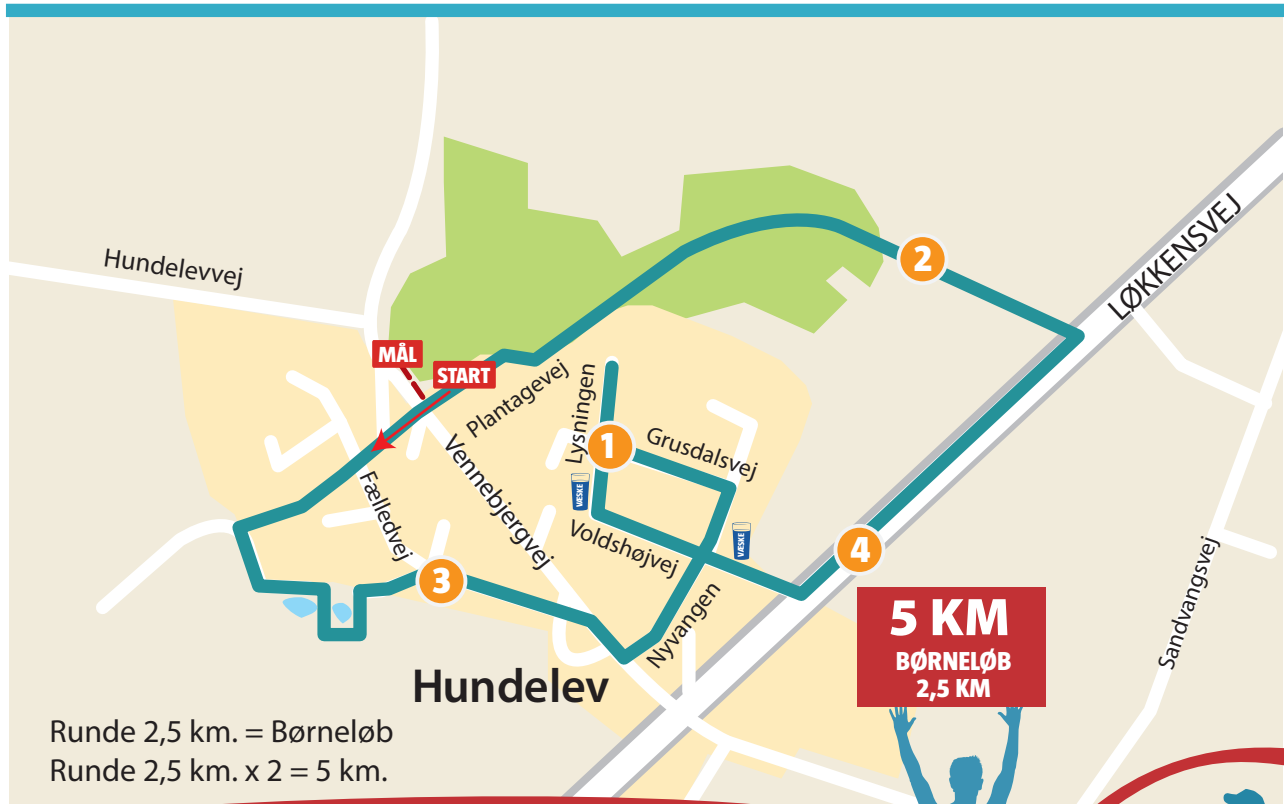 Hundelevvej
LØKKENSVEJ
2
MÅL
START
Plantagevej
Lysningen
1
Grusdalsvej
Vennebjergvej
Fælledvej
VÆSKE
VÆSKE
Voldshøjvej
4
3
Nyvangen
Sandvangsvej
5 KM
BØRNELØB
2,5 KM
Hundelev
Runde 2,5 km. = Børneløb
Runde 2,5 km. x 2 = 5 km.